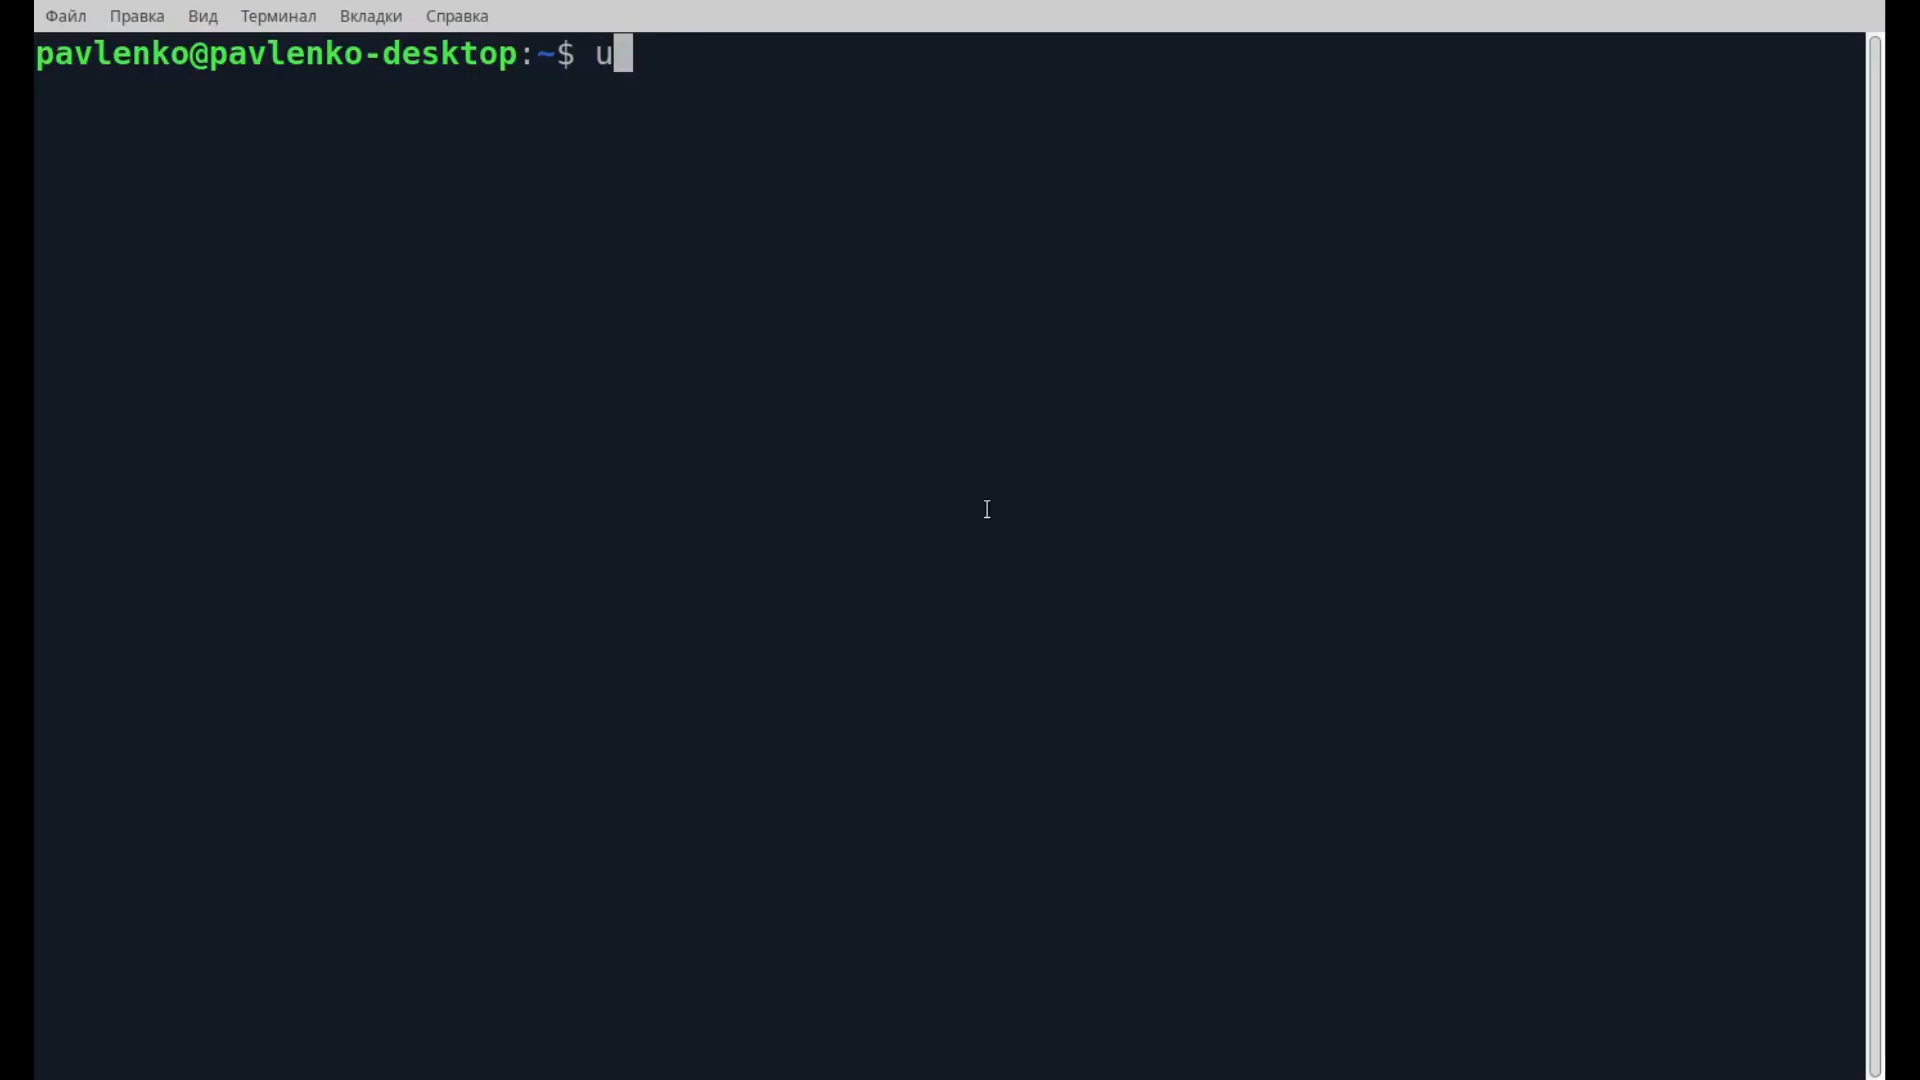 Файл Правка Вид Терминал Вкладки Справка
pavlenko@pavlenko-desktop:~$ u